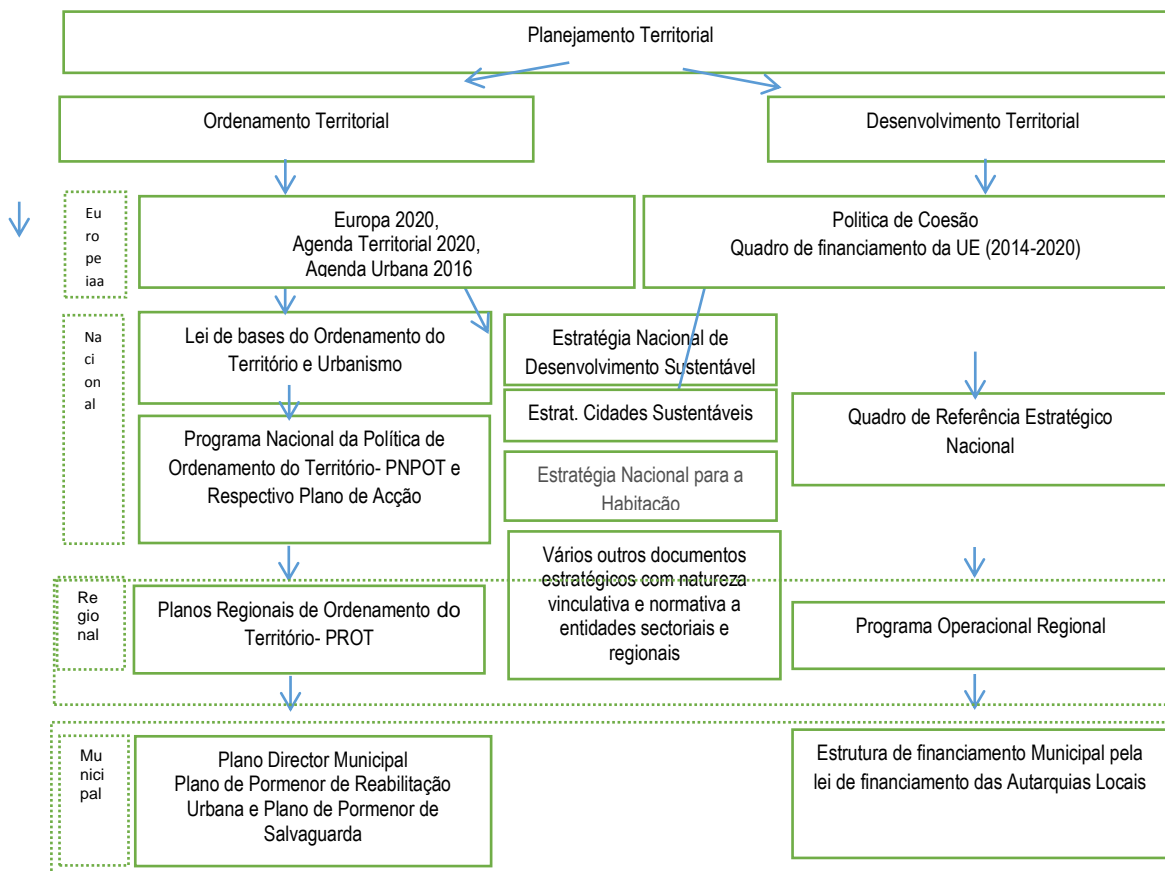 Planejamento Territorial
Ordenamento Territorial
Desenvolvimento Territorial
Eu
ro
pe
iaa
Europa 2020,
Agenda Territorial 2020,
Agenda Urbana 2016
Politica de Coesão
Quadro de financiamento da UE (2014-2020)
Na
ci
on
al
Lei de bases do Ordenamento do
Território e Urbanismo
Estratégia Nacional de
Desenvolvimento Sustentável
Estrat. Cidades Sustentáveis
Quadro de Referência Estratégico
Nacional
Programa Nacional da Política de
Ordenamento do Território- PNPOT e
Respectivo Plano de Acção
Estratégia Nacional para a
Habitação
Vários outros documentos
estratégicos com natureza
vinculativa e normativa a
entidades sectoriais e
regionais
Re
gio
nal
Planos Regionais de Ordenamento do
Território- PROT
Programa Operacional Regional
Mu
nici
pal
Plano Director Municipal
Plano de Pormenor de Reabilitação
Urbana e Plano de Pormenor de
Salvaguarda
Estrutura de financiamento Municipal pela
lei de financiamento das Autarquias Locais